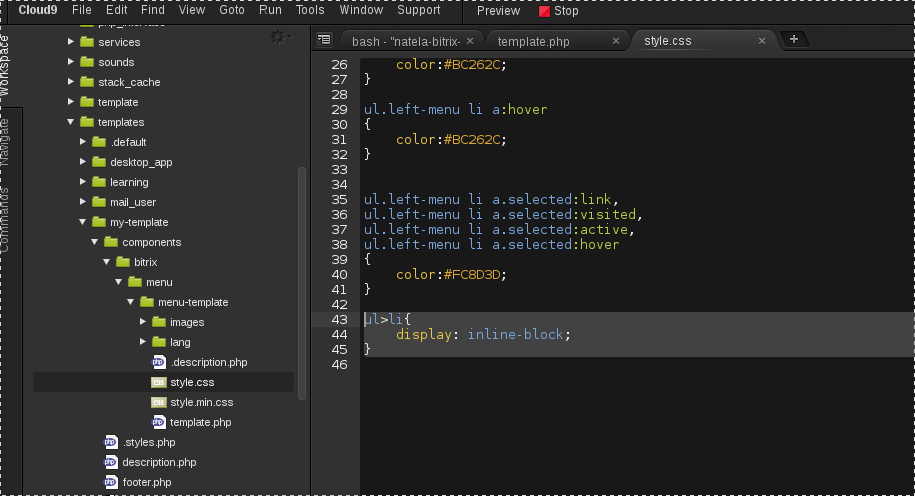 Cloud9 File Edit Find View Goto Run Tools Window Support Preview Stop
Workspace
Navigate
Commands
services
sounds
stack_cache
template
templates
.default
desktop_app
learning
mail_user
my-template
components
bitrix
menu
menu-template
images
lang
.description.php
style.css
style.min.css
template.php
.styles.php
description.php
footer.php
bash - "natela-bitrix- × template.php × style.css × +
26 color:#BC262C;
27 }
28
29 ul.left-menu li a:hover
30 {
31 color:#BC262C;
32 }
33
34
35 ul.left-menu li a.selected:link,
36 ul.left-menu li a.selected:visited,
37 ul.left-menu li a.selected:active,
38 ul.left-menu li a.selected:hover
39 {
40 color:#FC8D3D;
41 }
42
43 ul>li{
44 display: inline-block;
45 }
46